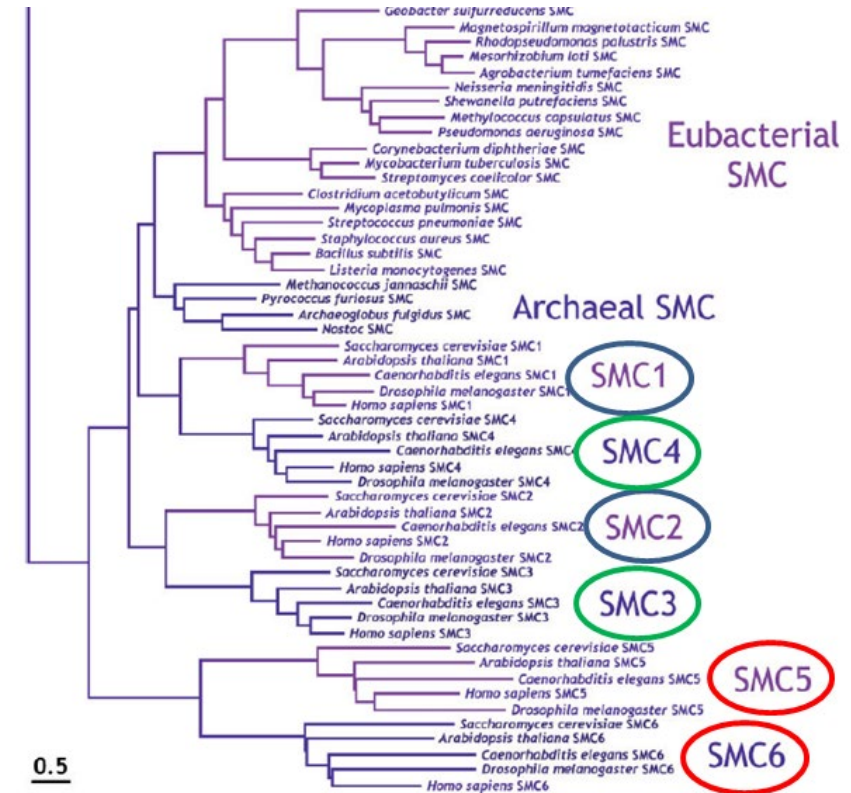 Geobacter sulfurreducens SMC
Magnetospirillum magnetotacticum SMC
Rhodopseudomonas palustris SMC
Mesorhizobium loti SMC
Agrobacterium tumefaciens SMC
Neisseria meningitidis SMC
Shewanella putrefaciens SMC
Methylococcus capsulatus SMC
Pseudomonas aeruginosa SMC
Eubacterial
SMC
Corynebacterium diphtheriae SMC
Mycobacterium tuberculosis SMC
Streptomyces coelicolor SMC
Clostridium acetobutylicum SMC
Mycoplasma pulmonis SMC
Streptococcus pneumoniae SMC
Staphylococcus aureus SMC
Bacillus subtilis SMC
Listeria monocytogenes SMC
Methanococcus jannaschii SMC
Pyrococcus furiosus SMC
Archaeoglobus fulgidus SMC
Nostoc SMC
Archaeal SMC
Saccharomyces cerevisiae SMC1
Arabidopsis thaliana SMC1
Caenorhabditis elegans SMC1
Drosophila melanogaster SMC1
Homo sapiens SMC1
SMC1
Saccharomyces cerevisiae SMC4
Arabidopsis thaliana SMC4
Caenorhabditis elegans SMC4
Homo sapiens SMC4
Drosophila melanogaster SMC4
SMC4
Saccharomyces cerevisiae SMC2
Arabidopsis thaliana SMC2
Caenorhabditis elegans SMC2
Homo sapiens SMC2
Drosophila melanogaster SMC2
SMC2
Saccharomyces cerevisiae SMC3
Arabidopsis thaliana SMC3
Caenorhabditis elegans SMC3
Drosophila melanogaster SMC3
Homo sapiens SMC3
SMC3
Saccharomyces cerevisiae SMC5
Arabidopsis thaliana SMC5
Caenorhabditis elegans SMC5
Homo sapiens SMC5
Drosophila melanogaster SMC5
SMC5
Saccharomyces cerevisiae SMC6
Arabidopsis thaliana SMC6
Caenorhabditis elegans SMC6
Drosophila melanogaster SMC6
Homo sapiens SMC6
SMC6
0.5